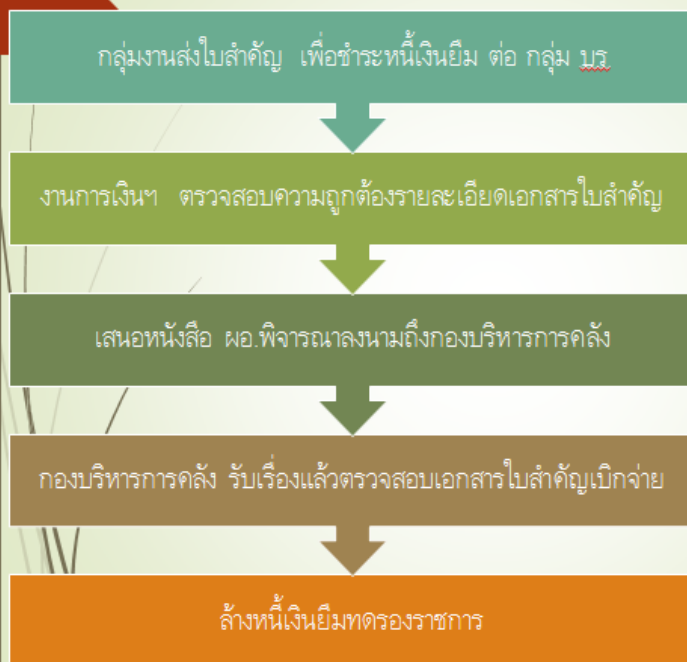 กลุ่มงานส่งใบสำคัญ เพื่อชำระหนี้เงินยืม ต่อ กลุ่ม บร.
งานการเงินฯ ตรวจสอบความถูกต้องรายละเอียดเอกสารใบสำคัญ
เสนอหนังสือ ผอ.พิจารณาลงนามถึงกองบริหารการคลัง
กองบริหารการคลัง รับเรื่องแล้วตรวจสอบเอกสารใบสำคัญเบิกจ่าย
ล้างหนี้เงินยืมทดรองราชการ